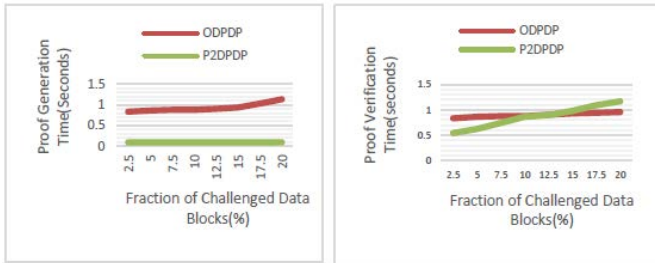 ODPDP
P2DPDP
Proof Generation
Time(Seconds)
1.5
1
0.5
0
2.5
5
7.5
10
12.5
15
17.5
20
Fraction of Challenged Data
Blocks(%)
ODPDP
P2DPDP
Proof Verification
Time(seconds)
1.5
1
0.5
0
2.5 5 7.5 10 12.5 15 17.5 20
Fraction of Challenged Data
Blocks(%)